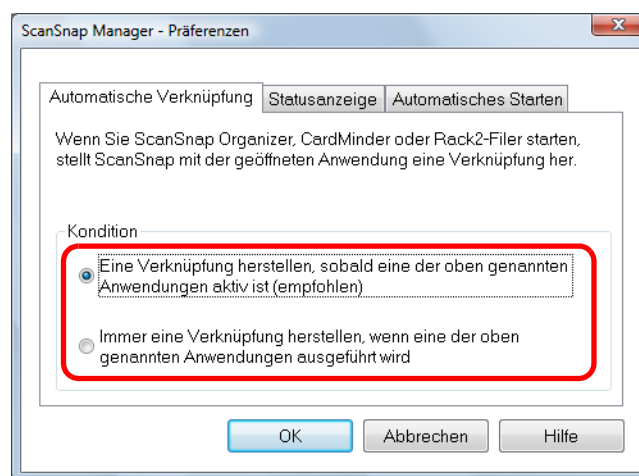 ScanSnap Manager - Präferenzen
Automatische Verknüpfung Statusanzeige Automatisches Starten
Wenn Sie ScanSnap Organizer, CardMinder oder Rack2-Filer starten,
stellt ScanSnap mit der geöffneten Anwendung eine Verknüpfung her.
Kondition
Eine Verknüpfung herstellen, sobald eine der oben genannten
Anwendungen aktiv ist (empfohlen)
Immer eine Verknüpfung herstellen, wenn eine der oben
genannten Anwendungen ausgeführt wird
OK Abbrechen Hilfe